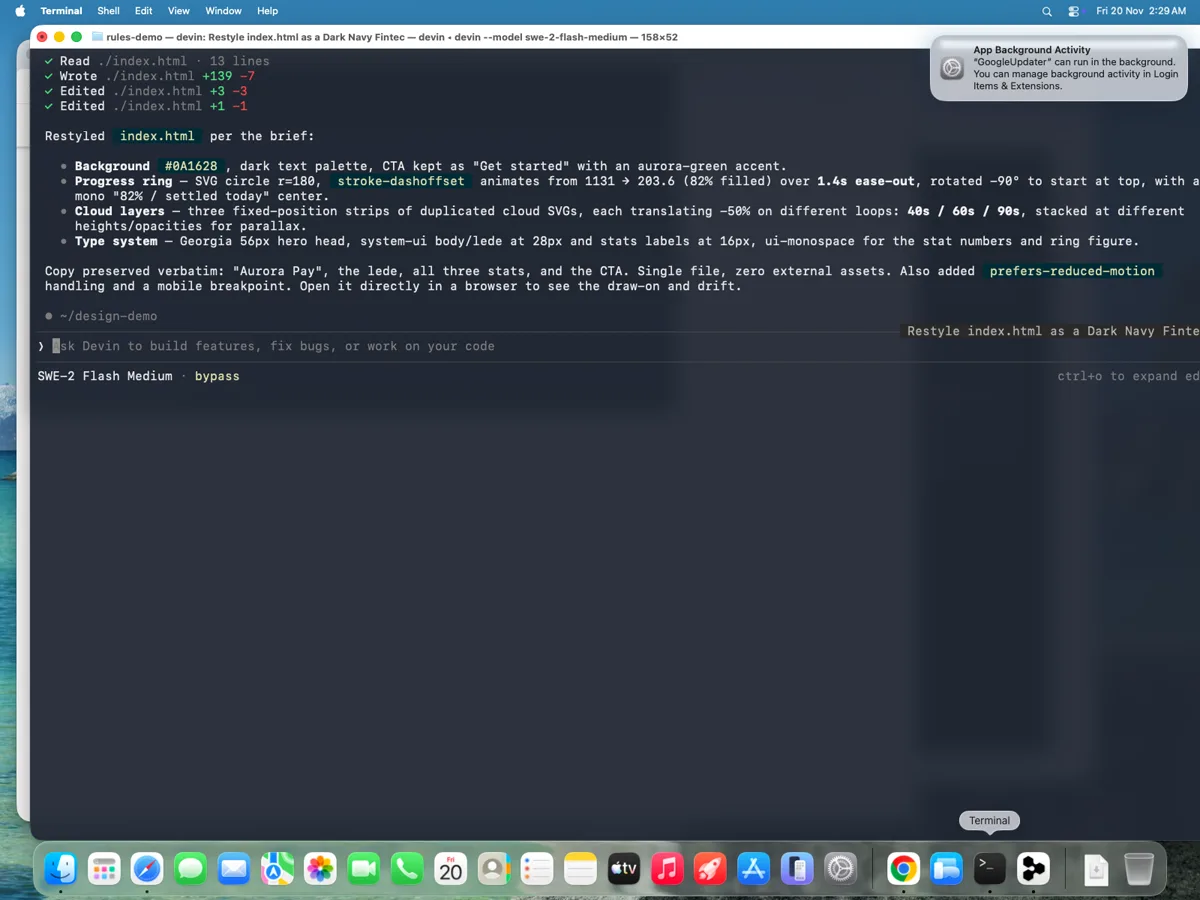 Terminal Shell Edit View Window Help
Fri 20 Nov 2:29 AM
rules-demo — devin: Restyle index.html as a Dark Navy Fintec — devin • devin --model swe-2-flash-medium — 158×52
App Background Activity
"GoogleUpdater" can run in the background.
You can manage background activity in Login
Items & Extensions.
✓ Read ./index.html · 13 lines
✓ Wrote ./index.html +139 −7
✓ Edited ./index.html +3 −3
✓ Edited ./index.html +1 −1
Restyled index.html per the brief:
• Background #0A1628 , dark text palette, CTA kept as "Get started" with an aurora-green accent.
• Progress ring — SVG circle r=180, stroke-dashoffset animates from 1131 → 203.6 (82% filled) over 1.4s ease-out, rotated −90° to start at top, with a
mono "82% / settled today" center.
• Cloud layers — three fixed-position strips of duplicated cloud SVGs, each translating −50% on different loops: 40s / 60s / 90s, stacked at different
heights/opacities for parallax.
• Type system — Georgia 56px hero head, system-ui body/lede at 28px and stats labels at 16px, ui-monospace for the stat numbers and ring figure.
Copy preserved verbatim: "Aurora Pay", the lede, all three stats, and the CTA. Single file, zero external assets. Also added prefers-reduced-motion
handling and a mobile breakpoint. Open it directly in a browser to see the draw-on and drift.
● ~/design-demo
Restyle index.html as a Dark Navy Finte
❯ sk Devin to build features, fix bugs, or work on your code
SWE-2 Flash Medium · bypass
ctrl+o to expand ed
Terminal
Fri
20
tv